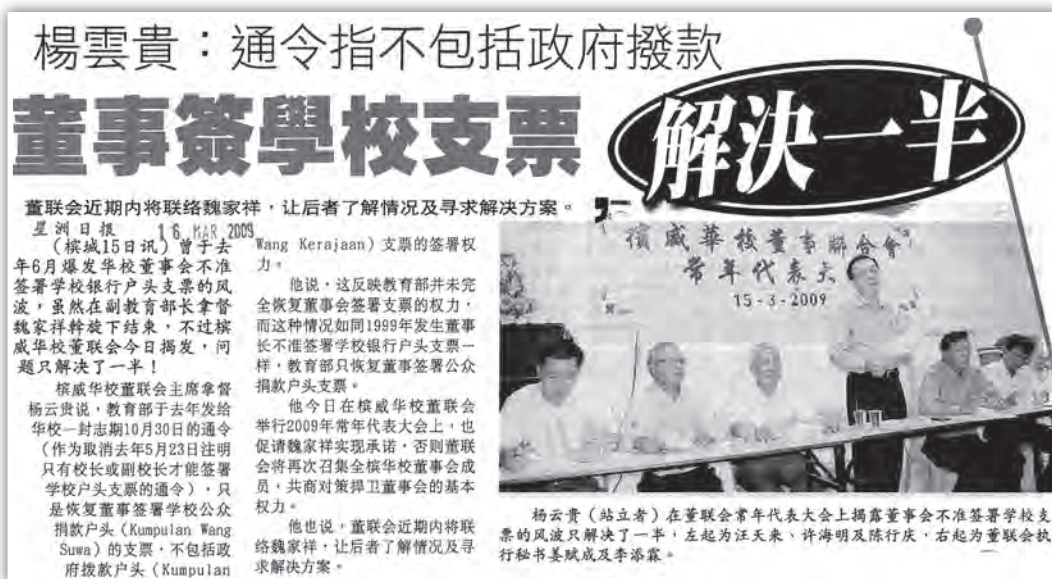 楊雲貴：通令指不包括政府撥款
董事簽學校支票
解決一半
董联会近期内将联络魏家祥，让后者了解情况及寻求解决方案。
星洲日报 16 MAR 2009
（槟城15日讯）曾于去
年6月爆发华校董事会不准
签署学校银行户头支票的风
波，虽然在副教育部长拿督
魏家祥斡旋下结束，不过槟
威华校董联会今日揭发，问
题只解决了一半！
槟威华校董联会主席拿督
杨云贵说，教育部于去年发给
华校一封志期10月30日的通令
（作为取消去年5月23日注明
只有校长或副校长才能签署
学校户头支票的通令），只
是恢复董事签署学校公众
捐款户头（Kumpulan Wang
Suwa）的支票，不包括政
府拨款户头（Kumpulan
Wang Kerajaan）支票的签署权
力。
他说，这反映教育部并未完
全恢复董事会签署支票的权力，
而这种情况如同1999年发生董事
长不准签署学校银行户头支票一
样，教育部只恢复董事签署公众
捐款户头支票。
他今日在槟威华校董联会
举行2009年常年代表大会上，也
促请魏家祥实现承诺，否则董联
会将再次召集全槟华校董事会成
员，共商对策捍卫董事会的基本
权力。
他也说，董联会近期内将联
络魏家祥，让后者了解情况及寻
求解决方案。
檳威華校董事聯合會
常年代表大
15-3-2009
杨云贵（站立者）在董联会常年代表大会上揭露董事会不准签署学校支
票的风波只解决了一半，左起为汪天来、许海明及陈行庆，右起为董联会执
行秘书姜赋成及李添霖。